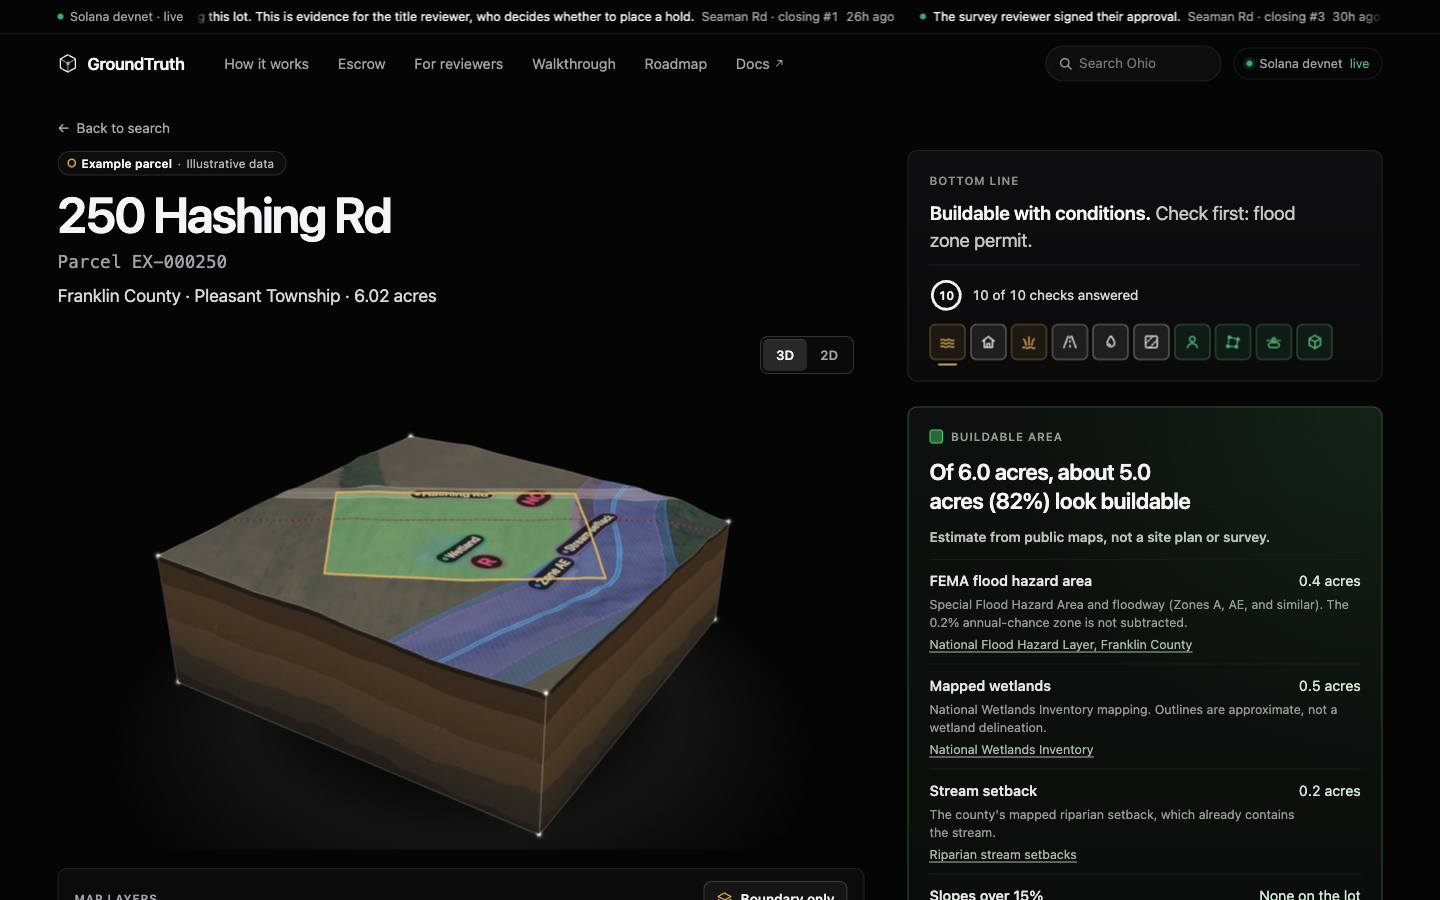 Solana devnet · live
this lot. This is evidence for the title reviewer, who decides whether to place a hold. Seaman Rd · closing #1 26h ago
The survey reviewer signed their approval. Seaman Rd · closing #3 30h ago
GroundTruth
How it works
Escrow
For reviewers
Walkthrough
Roadmap
Docs ↗
Search Ohio
Solana devnet live
← Back to search
Example parcel · Illustrative data
250 Hashing Rd
Parcel EX-000250
Franklin County · Pleasant Township · 6.02 acres
3D
2D
Hashing Rd
Wetland
R
Zone AE
MAP LAYERS
Boundary only
BOTTOM LINE
Buildable with conditions. Check first: flood
zone permit.
10
10 of 10 checks answered
BUILDABLE AREA
Of 6.0 acres, about 5.0
acres (82%) look buildable
Estimate from public maps, not a site plan or survey.
FEMA flood hazard area
0.4 acres
Special Flood Hazard Area and floodway (Zones A, AE, and similar). The
0.2% annual-chance zone is not subtracted.
National Flood Hazard Layer, Franklin County
Mapped wetlands
0.5 acres
National Wetlands Inventory mapping. Outlines are approximate, not a
wetland delineation.
National Wetlands Inventory
Stream setback
0.2 acres
The county's mapped riparian setback, which already contains
the stream.
Riparian stream setbacks
Slopes over 15%
None on the lot